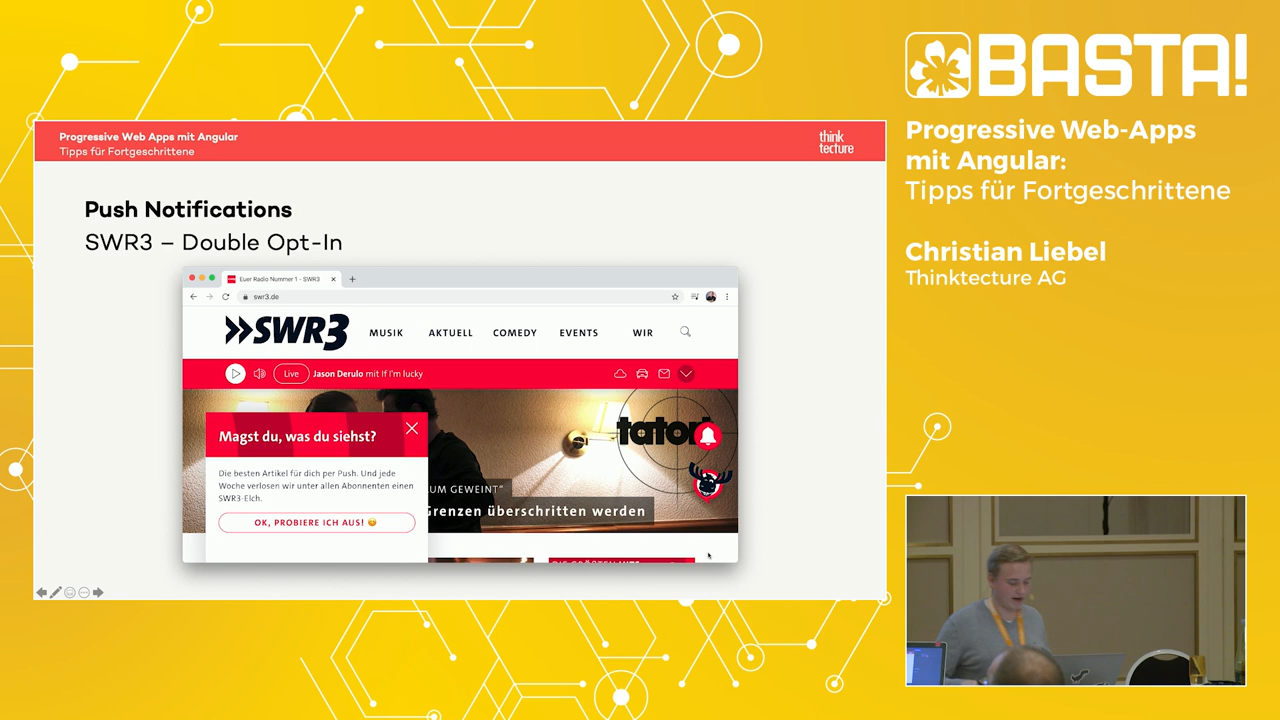 BASTA!
Progressive Web-Apps
mit Angular:
Tipps für Fortgeschrittene
Christian Liebel
Thinktecture AG
Progressive Web Apps mit Angular
Tipps für Fortgeschrittene
think
tecture
Push Notifications
SWR3 – Double Opt-In
Euer Radio Nummer 1 - SWR3
swr3.de
SWR3
MUSIK AKTUELL COMEDY EVENTS WIR
Live Jason Derulo mit If I'm lucky
tator
Magst du, was du siehst?
Die besten Artikel für dich per Push. Und jede
Woche verlosen wir unter allen Abonnenten einen
SWR3-Elch.
OK, PROBIERE ICH AUS!
UM GEWEINT"
Grenzen überschritten werden